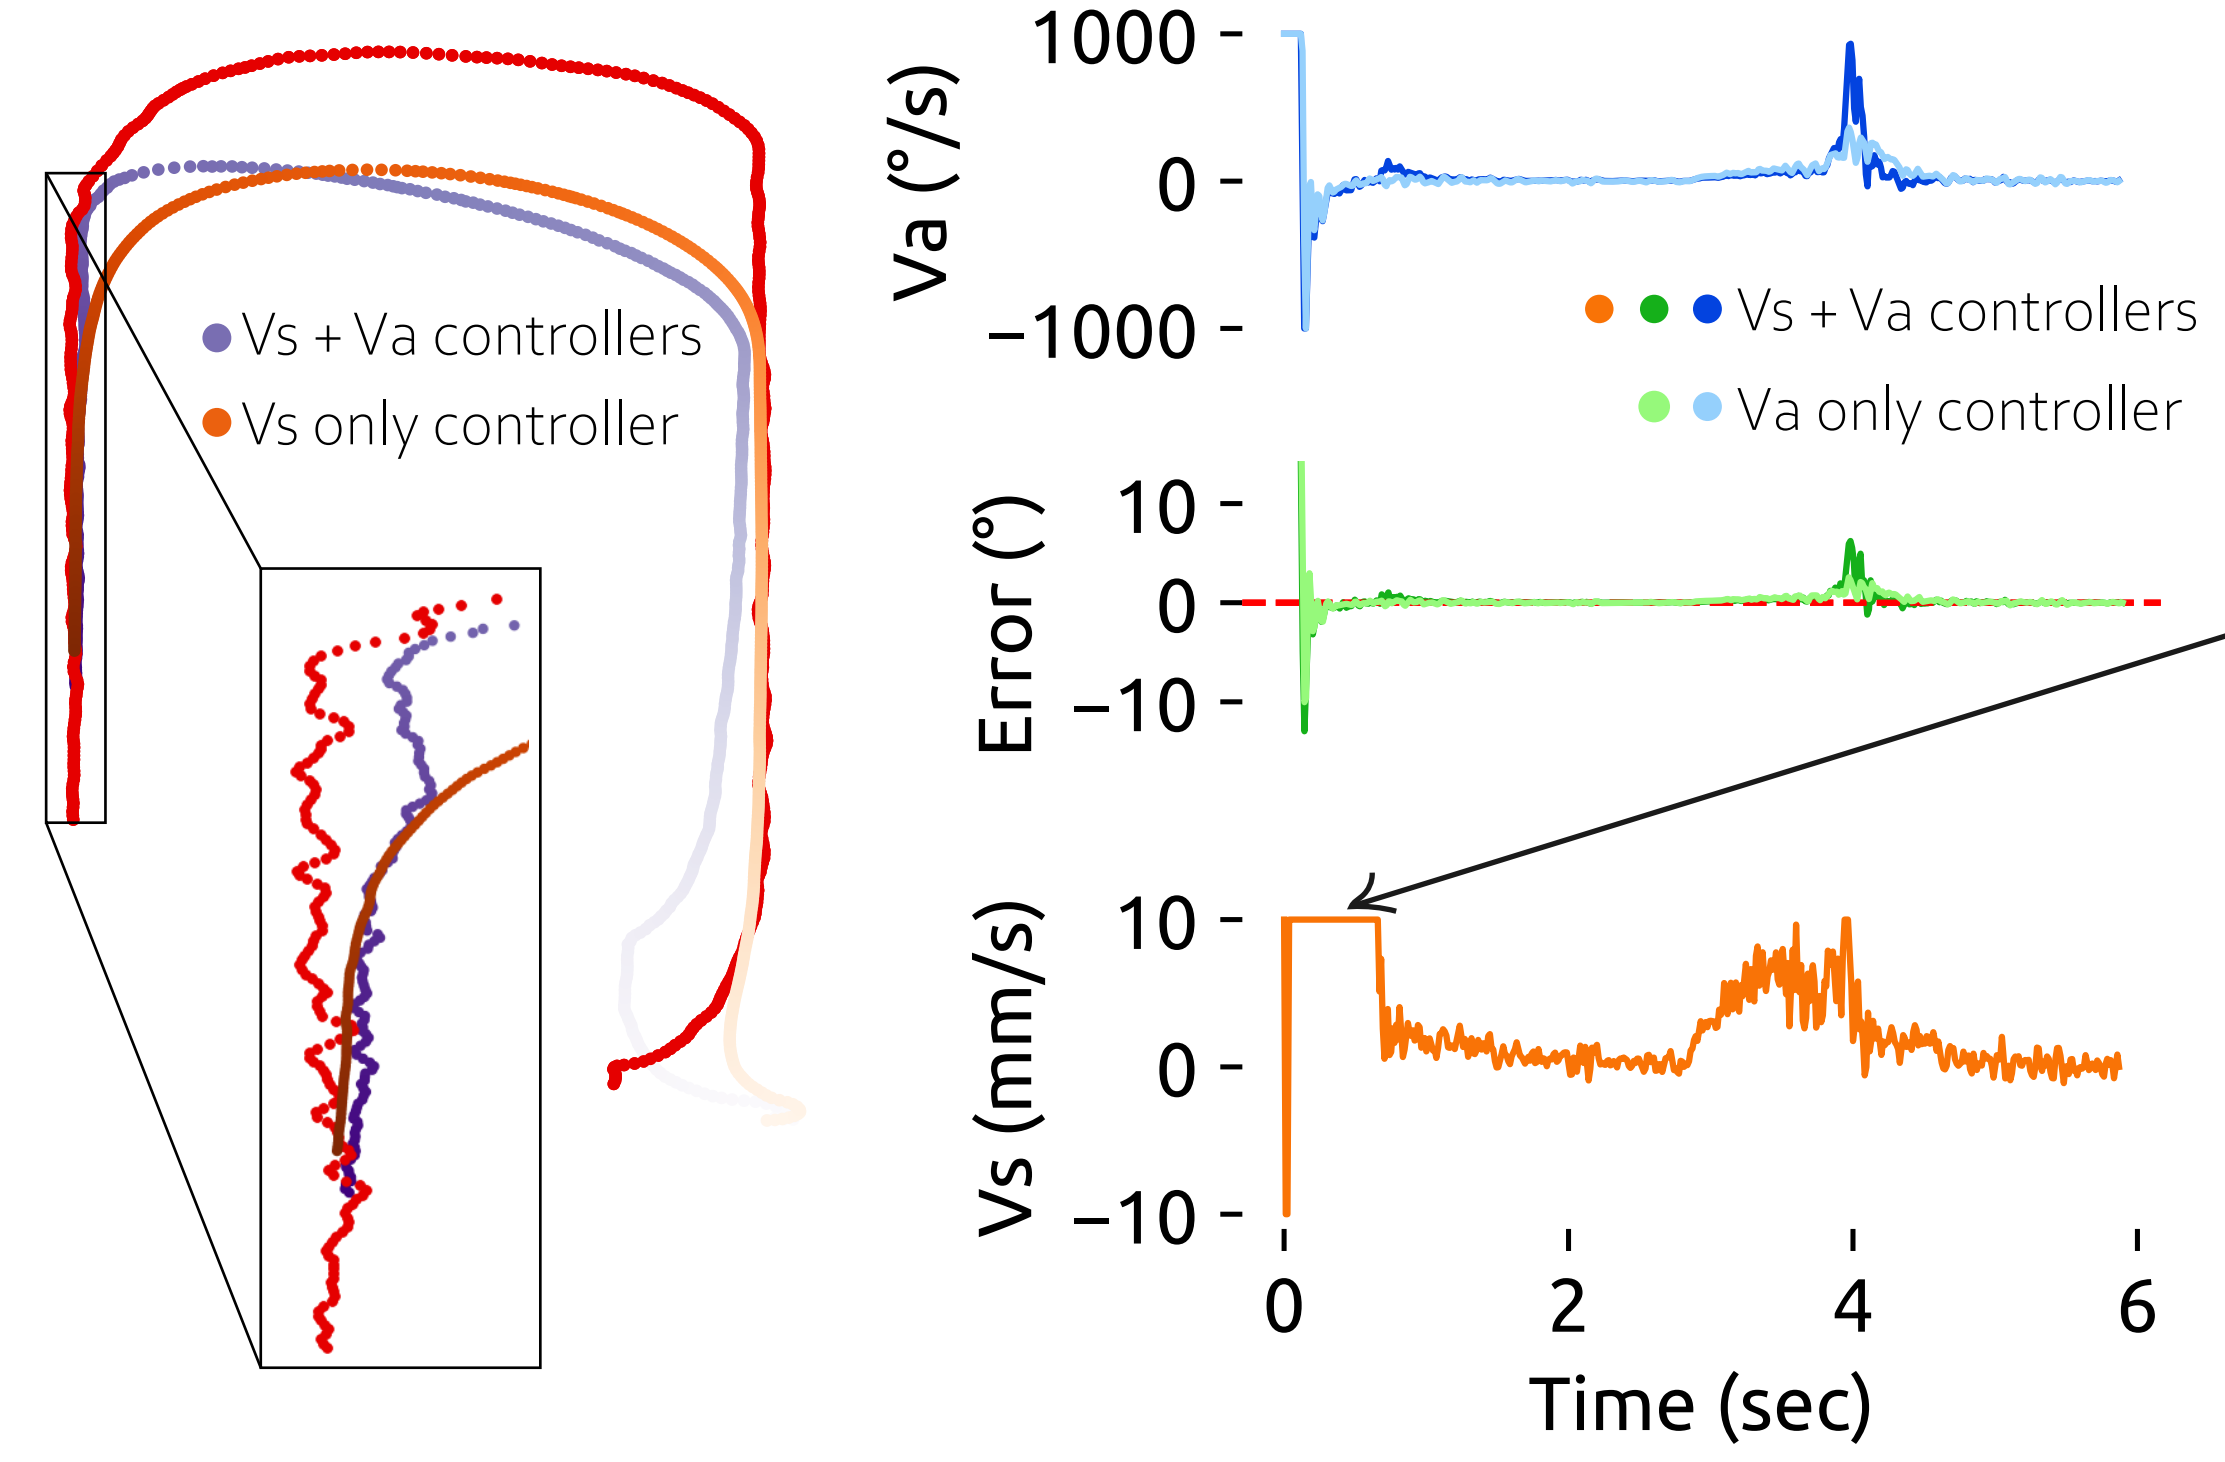 Vs + Va controllers
Vs only controller
Va (°/s)
1000
0
−1000
Vs + Va controllers
Va only controller
Error (°)
10
0
−10
Vs (mm/s)
10
0
−10
0 2 4 6
Time (sec)